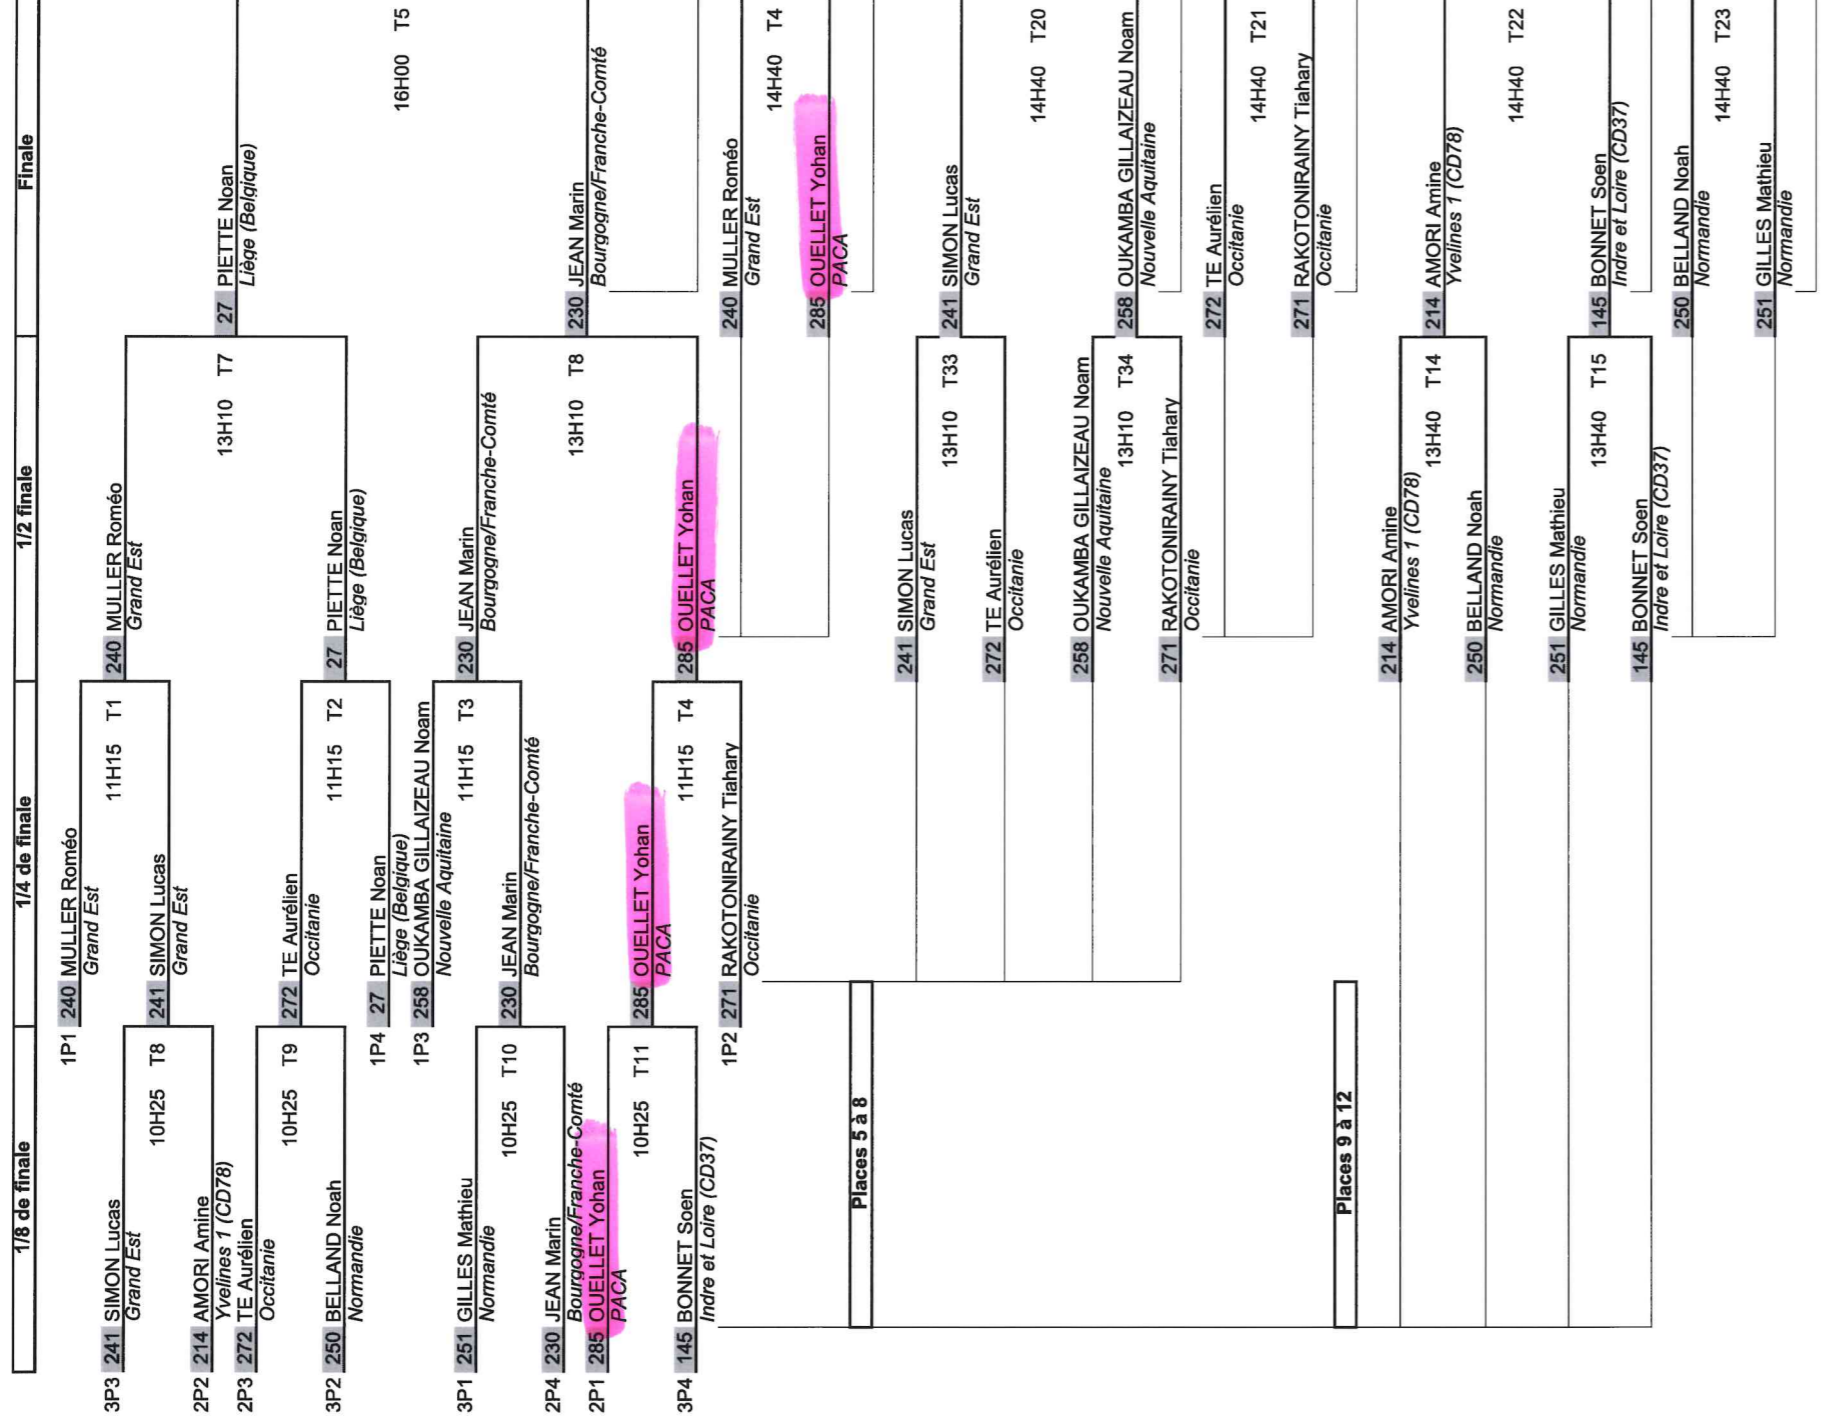 1/8 de finale
1/4 de finale
1/2 finale
Finale
3P3 241 SIMON Lucas
Grand Est
10H25 T8
2P2 214 AMORI Amine
Yvelines 1 (CD78)
2P3 272 TE Aurélien
Occitanie
10H25 T9
3P2 250 BELLAND Noah
Normandie
3P1 251 GILLES Mathieu
Normandie
10H25 T10
2P4 230 JEAN Marin
Bourgogne/Franche-Comté
2P1 285 OUELLET Yohan
PACA
10H25 T11
3P4 145 BONNET Soen
Indre et Loire (CD37)
1P1 240 MULLER Roméo
Grand Est
11H15 T1
241 SIMON Lucas
Grand Est
272 TE Aurélien
Occitanie
11H15 T2
1P4 27 PIETTE Noan
Liège (Belgique)
1P3 258 OUKAMBA GILLAIZEAU Noam
Nouvelle Aquitaine
11H15 T3
230 JEAN Marin
Bourgogne/Franche-Comté
285 OUELLET Yohan
PACA
11H15 T4
1P2 271 RAKOTONIRAINY Tiahary
Occitanie
240 MULLER Roméo
Grand Est
13H10 T7
27 PIETTE Noan
Liège (Belgique)
230 JEAN Marin
Bourgogne/Franche-Comté
13H10 T8
285 OUELLET Yohan
PACA
27 PIETTE Noan
Liège (Belgique)
16H00 T5
230 JEAN Marin
Bourgogne/Franche-Comté
240 MULLER Roméo
Grand Est
14H40 T4
285 OUELLET Yohan
PACA
Places 5 à 8
241 SIMON Lucas
Grand Est
13H10 T33
272 TE Aurélien
Occitanie
258 OUKAMBA GILLAIZEAU Noam
Nouvelle Aquitaine
13H10 T34
271 RAKOTONIRAINY Tiahary
Occitanie
241 SIMON Lucas
Grand Est
14H40 T20
258 OUKAMBA GILLAIZEAU Noam
Nouvelle Aquitaine
272 TE Aurélien
Occitanie
14H40 T21
271 RAKOTONIRAINY Tiahary
Occitanie
Places 9 à 12
214 AMORI Amine
Yvelines 1 (CD78)
13H40 T14
250 BELLAND Noah
Normandie
251 GILLES Mathieu
Normandie
13H40 T15
145 BONNET Soen
Indre et Loire (CD37)
214 AMORI Amine
Yvelines 1 (CD78)
14H40 T22
145 BONNET Soen
Indre et Loire (CD37)
250 BELLAND Noah
Normandie
14H40 T23
251 GILLES Mathieu
Normandie